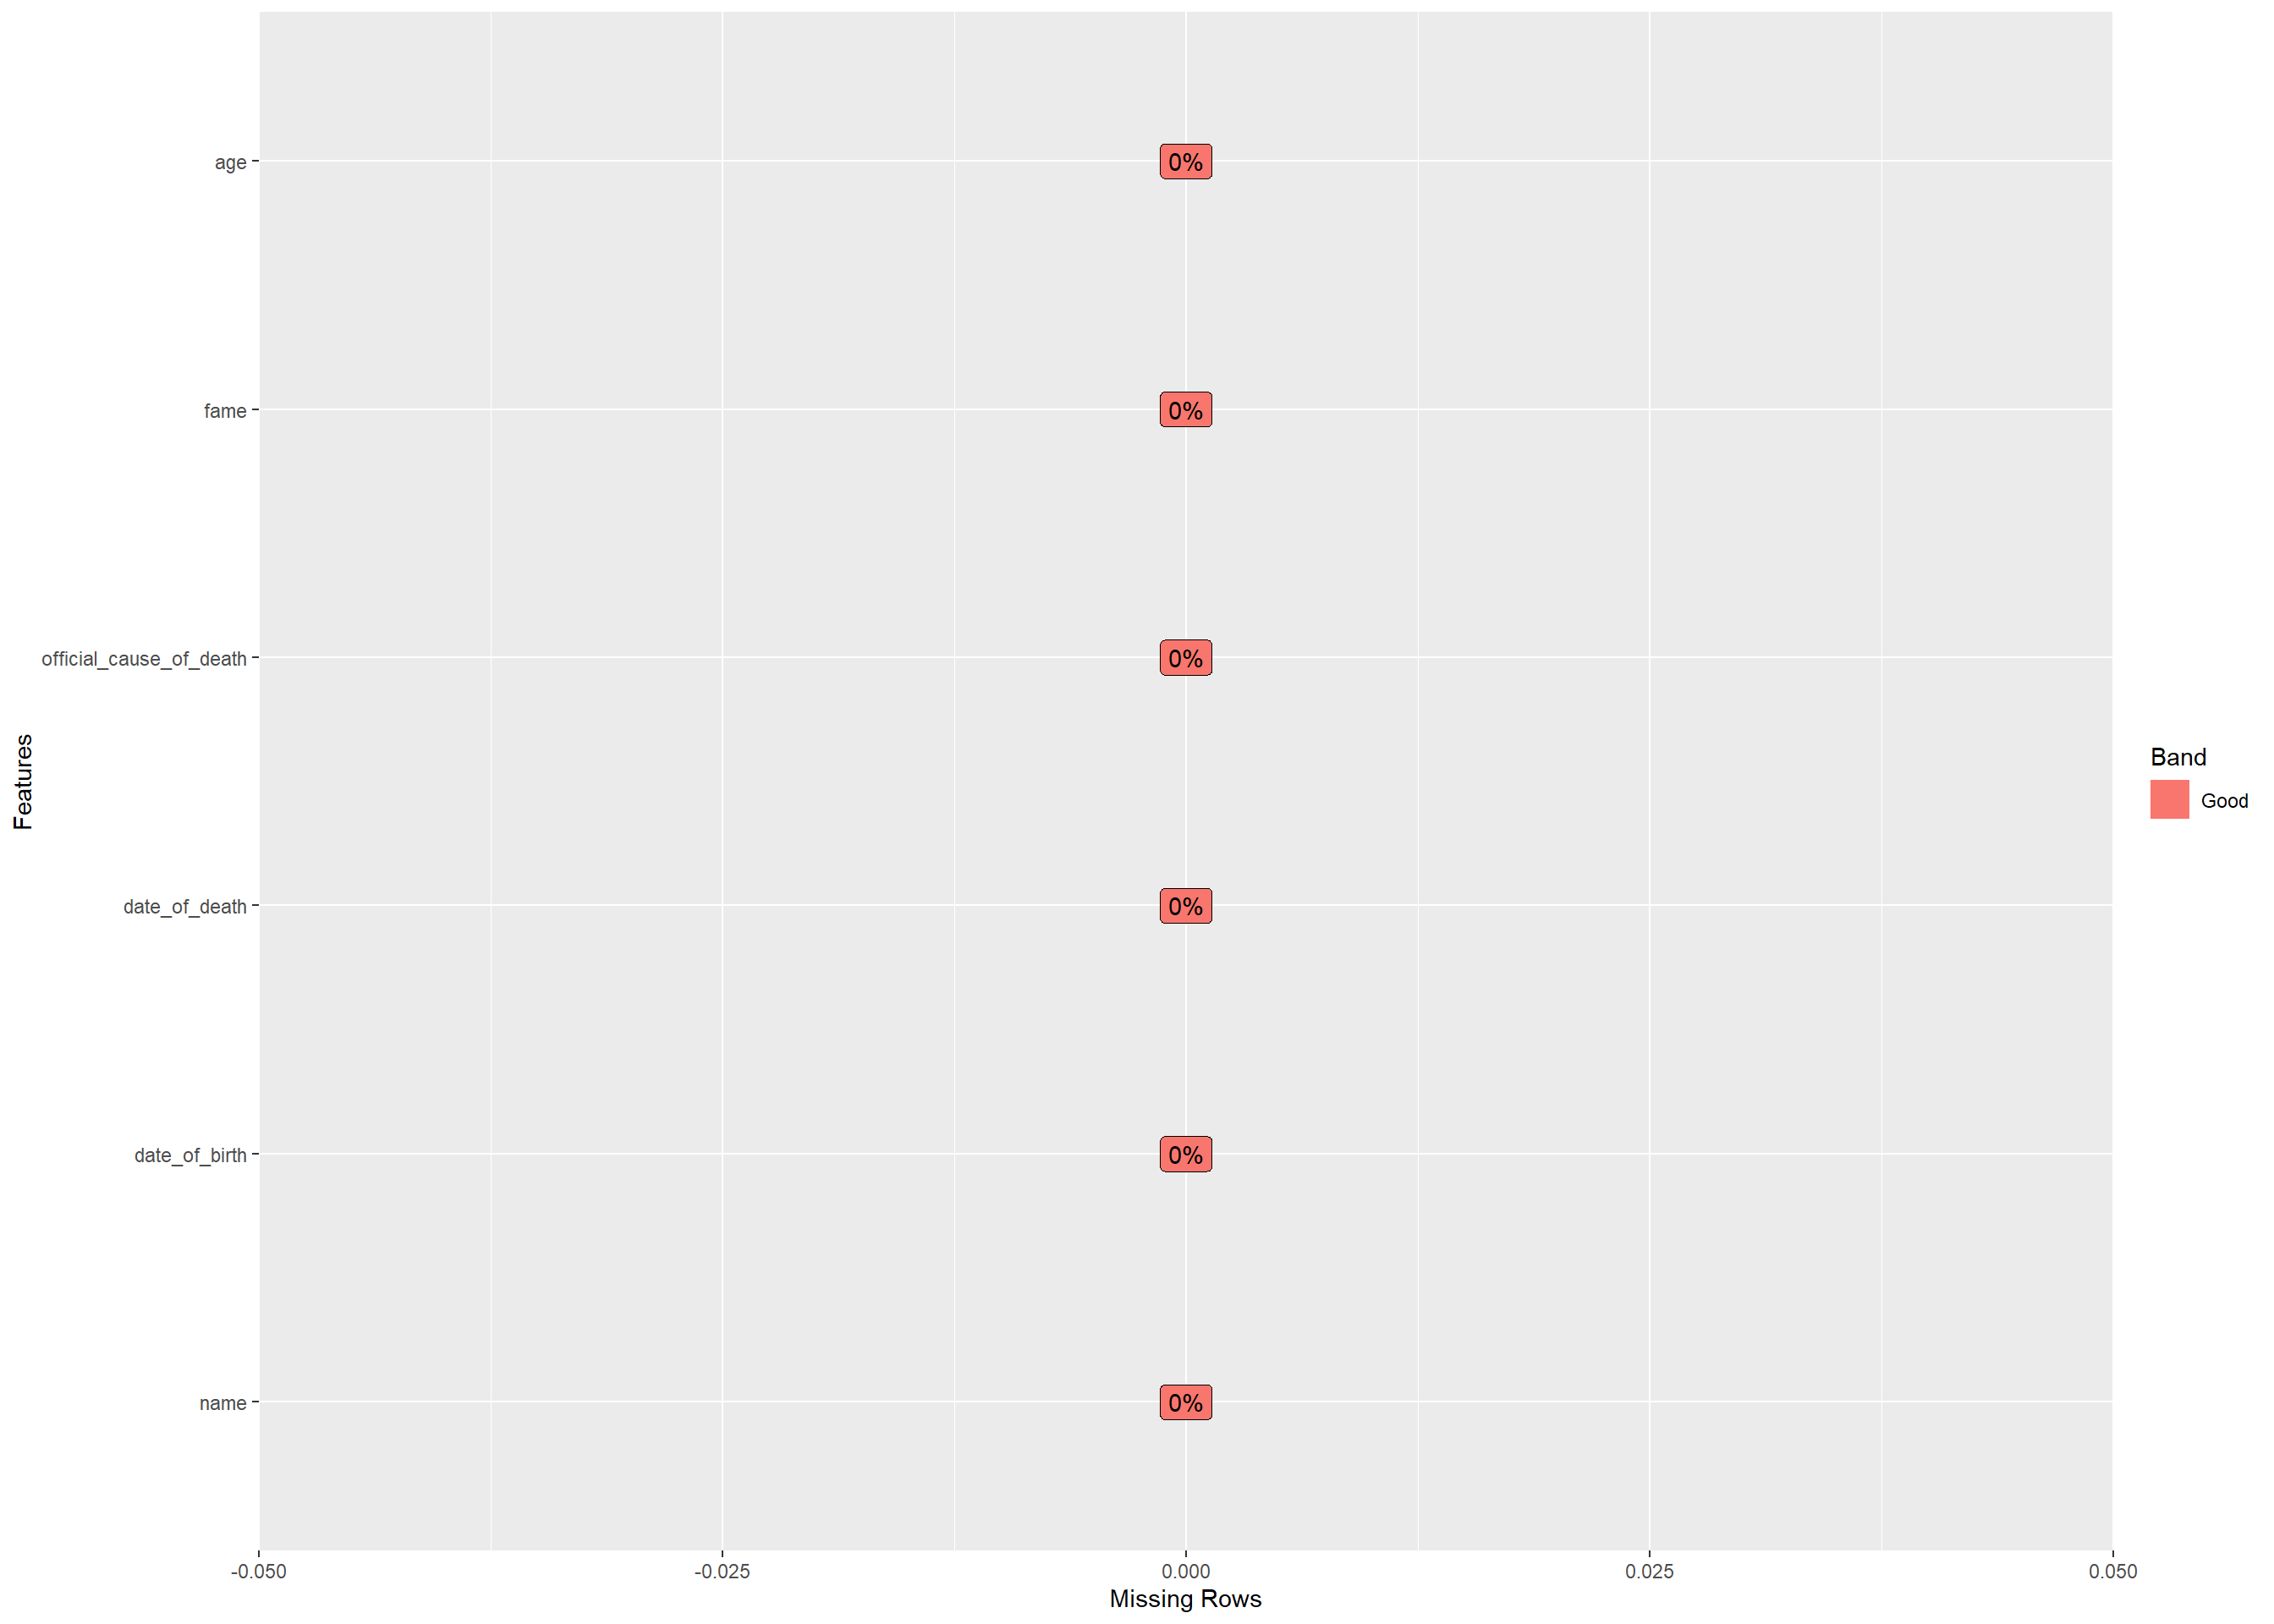 age
0%
fame
0%
official_cause_of_death
0%
Features
Band
Good
date_of_death
0%
date_of_birth
0%
name
0%
-0.050
-0.025
0.000
0.025
0.050
Missing Rows